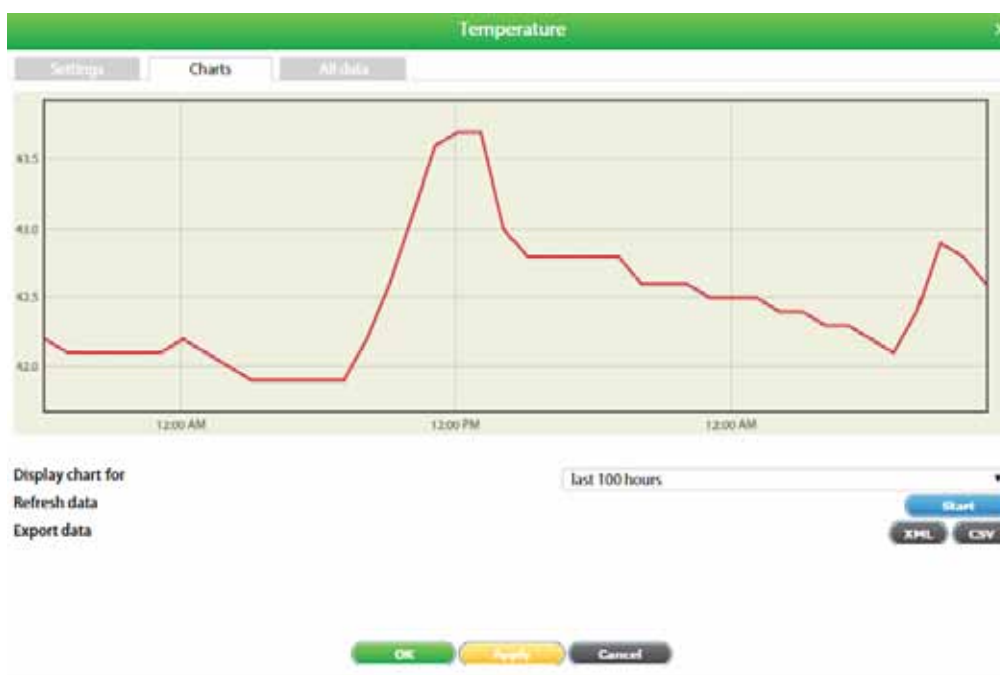 Temperature
Settings
Charts
All data
43.5
43.0
42.5
42.0
12:00 AM
12:00 PM
12:00 AM
Display chart for
last 100 hours
Refresh data
Start
Export data
XML
CSV
OK
Apply
Cancel